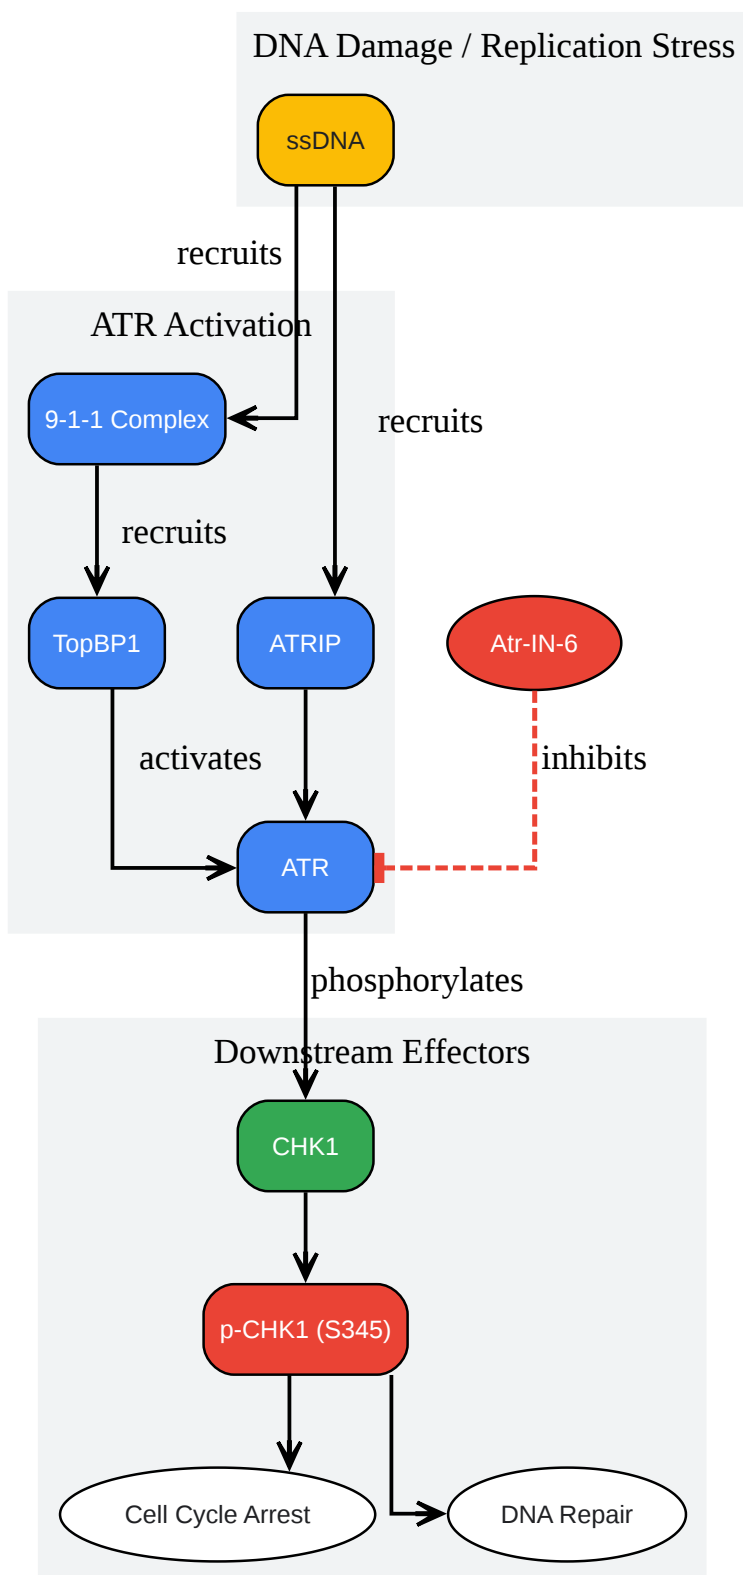 DNA Damage / Replication Stress
ssDNA
recruits
ATR Activation
9-1-1 Complex
recruits
recruits
TopBP1
ATRIP
Atr-IN-6
activates
inhibits
ATR
phosphorylates
Downstream Effectors
CHK1
p-CHK1 (S345)
Cell Cycle Arrest
DNA Repair